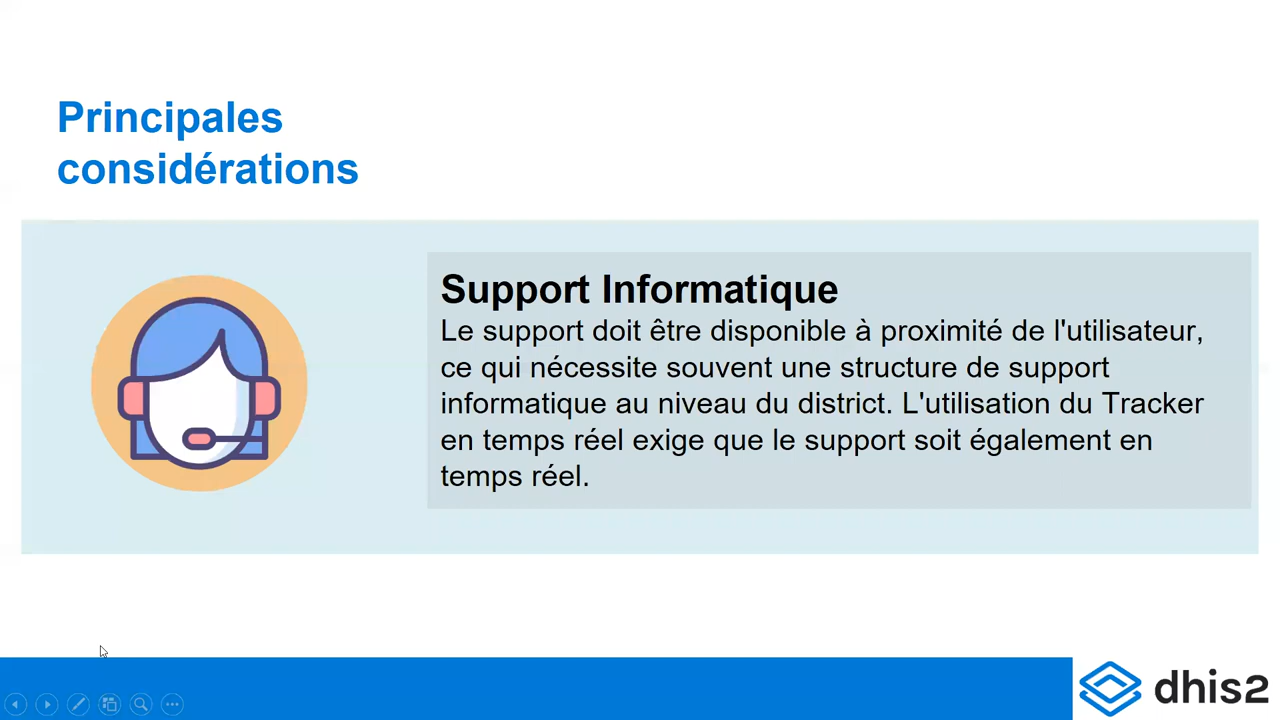 Principales
considérations
Support Informatique
Le support doit être disponible à proximité de l'utilisateur,
ce qui nécessite souvent une structure de support
informatique au niveau du district. L'utilisation du Tracker
en temps réel exige que le support soit également en
temps réel.
dhis2